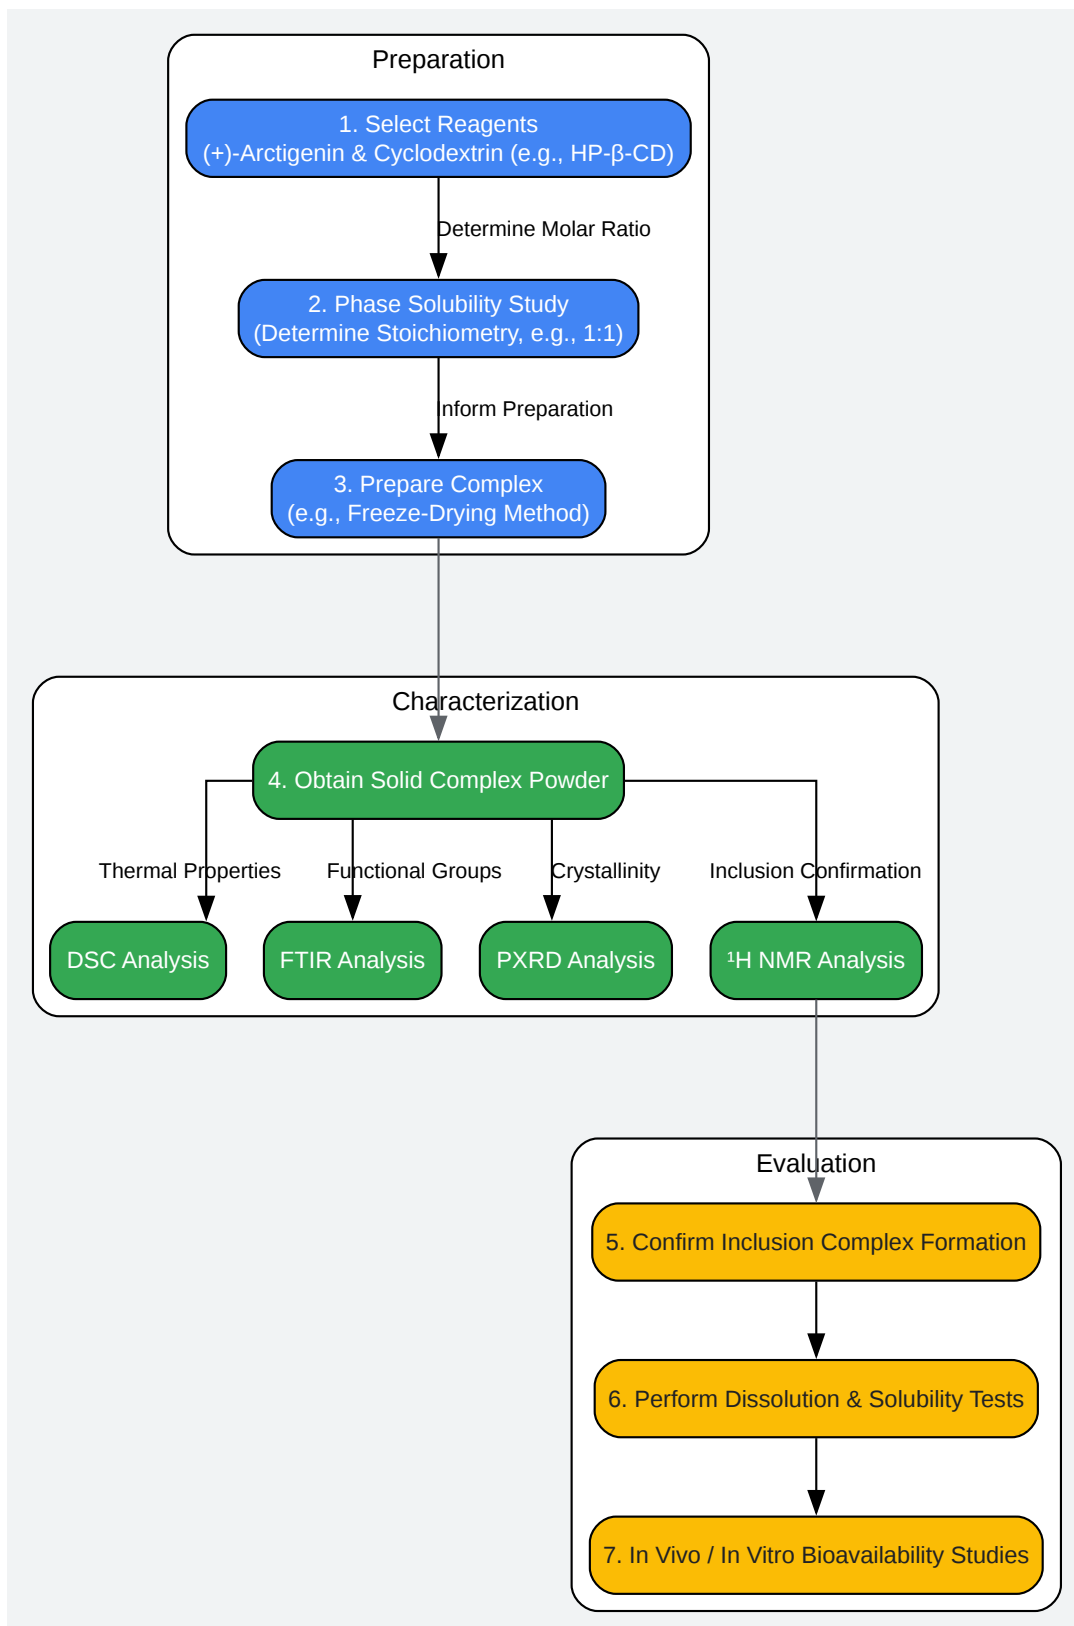 Preparation
1. Select Reagents
(+)-Arctigenin & Cyclodextrin (e.g., HP-β-CD)
Determine Molar Ratio
2. Phase Solubility Study
(Determine Stoichiometry, e.g., 1:1)
Inform Preparation
3. Prepare Complex
(e.g., Freeze-Drying Method)
Characterization
4. Obtain Solid Complex Powder
Thermal Properties
Functional Groups
Crystallinity
Inclusion Confirmation
DSC Analysis
FTIR Analysis
PXRD Analysis
¹H NMR Analysis
Evaluation
5. Confirm Inclusion Complex Formation
6. Perform Dissolution & Solubility Tests
7. In Vivo / In Vitro Bioavailability Studies